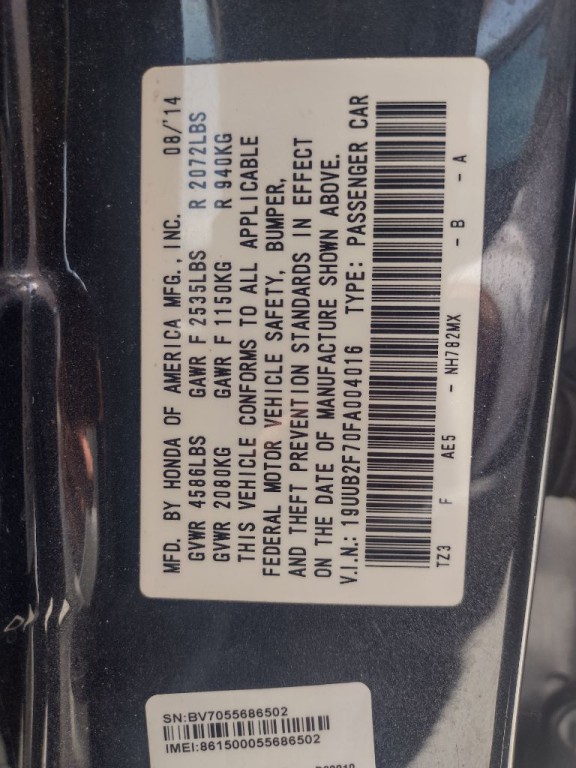 MFD. BY HONDA OF AMERICA MFG., INC. 08/'14
GVWR 4586LBS GAWR F 2535LBS R 2072LBS
GVWR 2080KG GAWR F 1150KG R 940KG
THIS VEHICLE CONFORMS TO ALL APPLICABLE
FEDERAL MOTOR VEHICLE SAFETY, BUMPER,
AND THEFT PREVENTION STANDARDS IN EFFECT
ON THE DATE OF MANUFACTURE SHOWN ABOVE.
V.I.N.: 19UUB2F70FA004016 TYPE: PASSENGER CAR
TZ3 F AE5 - NH782MX - B - A
SN:BV7055686502
IMEI:861500055686502